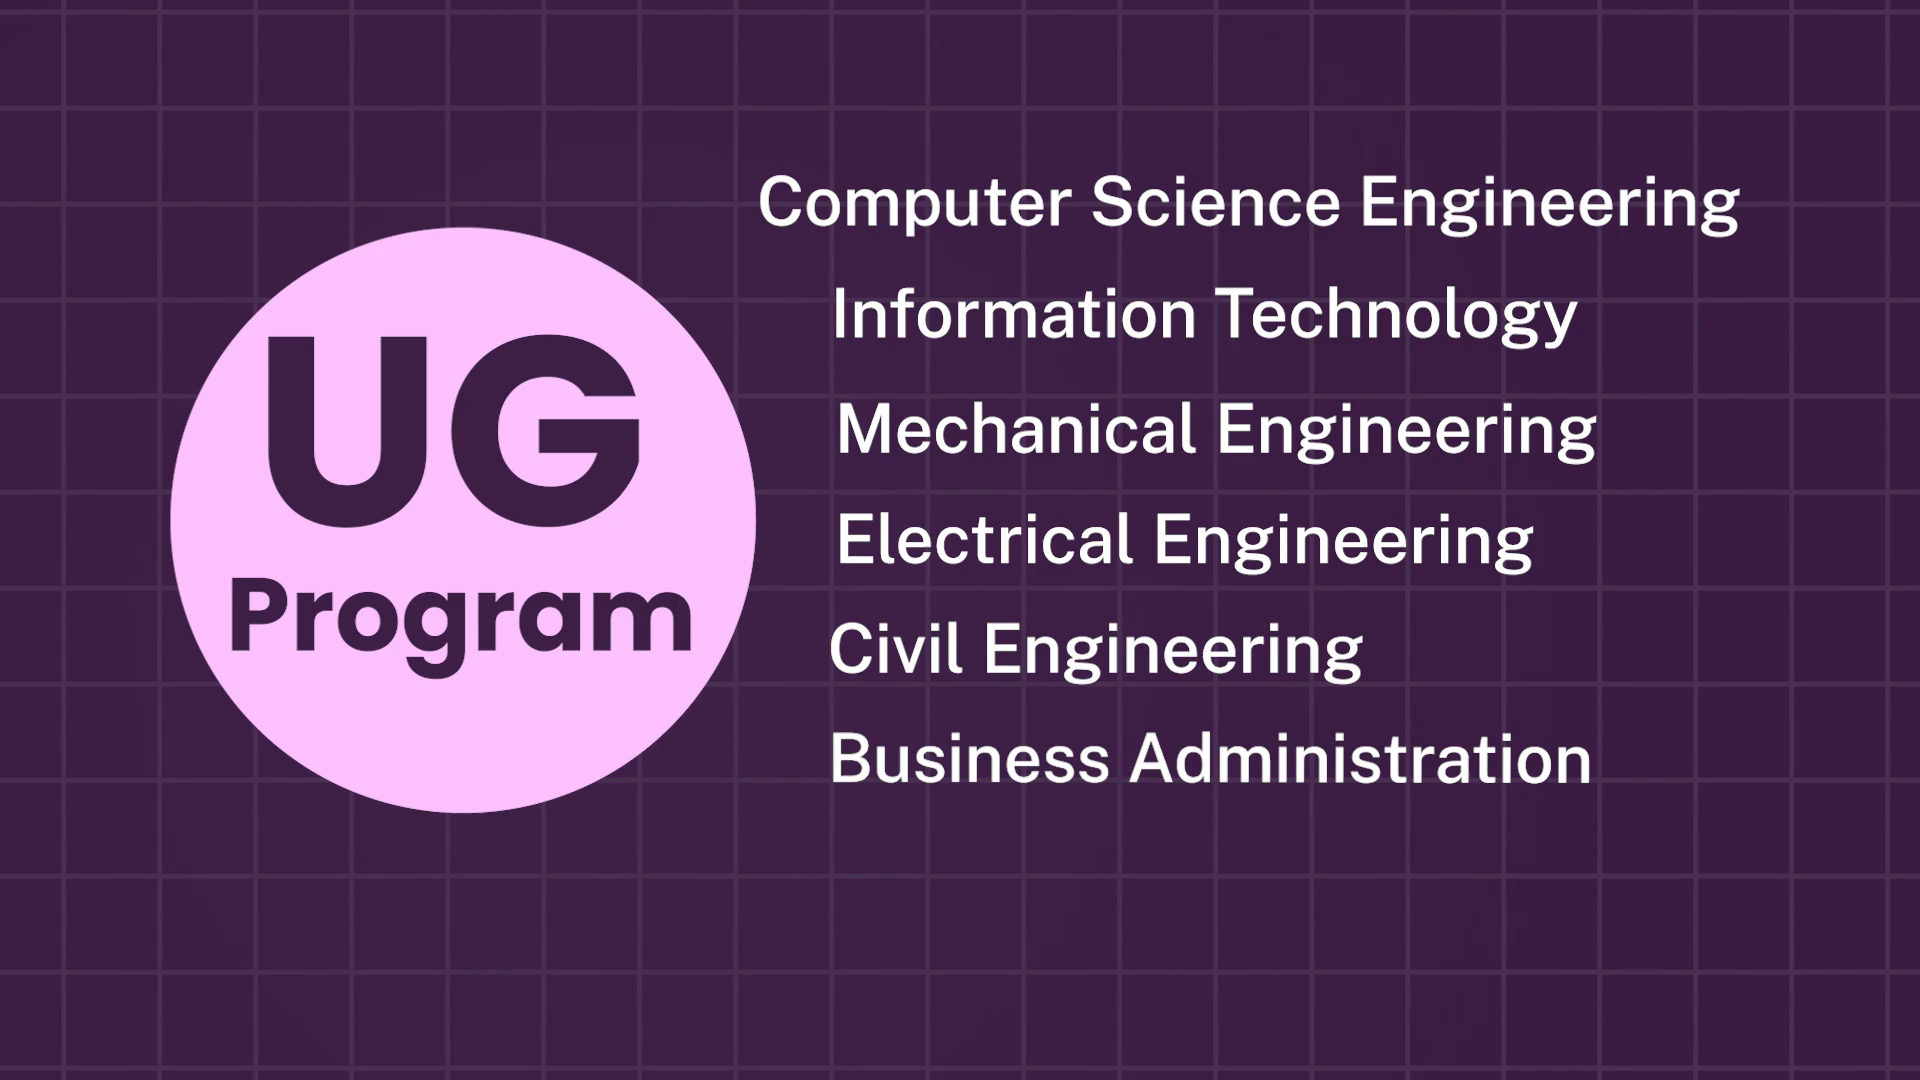 UG
Program
Computer Science Engineering
Information Technology
Mechanical Engineering
Electrical Engineering
Civil Engineering
Business Administration